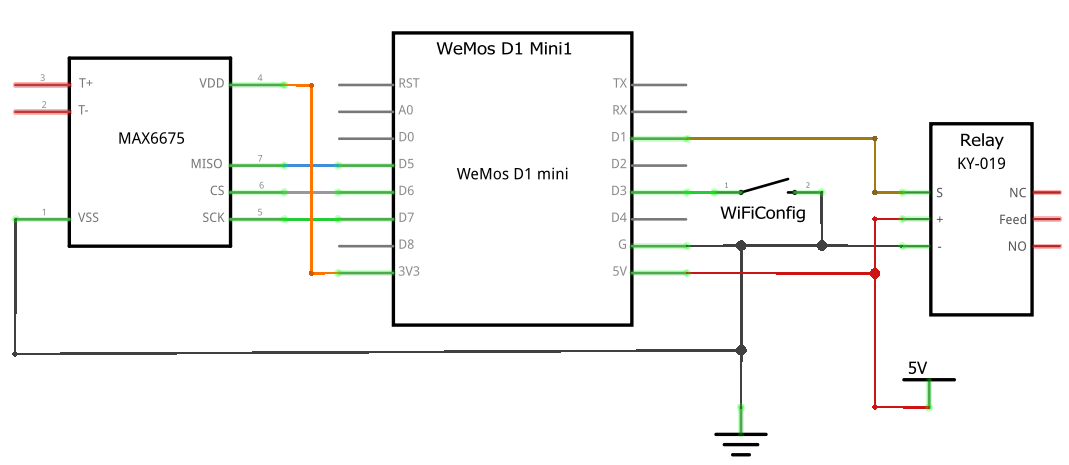 WeMos D1 Mini1
3
T+
VDD
4
RST
TX
2
T-
A0
RX
MAX6675
D0
D1
Relay
KY-019
MISO
7
D5
WeMos D1 mini
D2
CS
6
D6
D3
1
2
S
NC
1
VSS
SCK
5
D7
D4
WiFiConfig
+
Feed
D8
G
-
NO
3V3
5V
5V